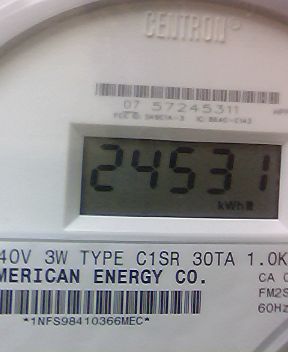 CENTRON®
07 57245311
24531
kWh
40V 3W TYPE C1SR 30TA 1.0K
MERICAN ENERGY CO.
CA
FM2S
60Hz
*1NFS98410366MEC*